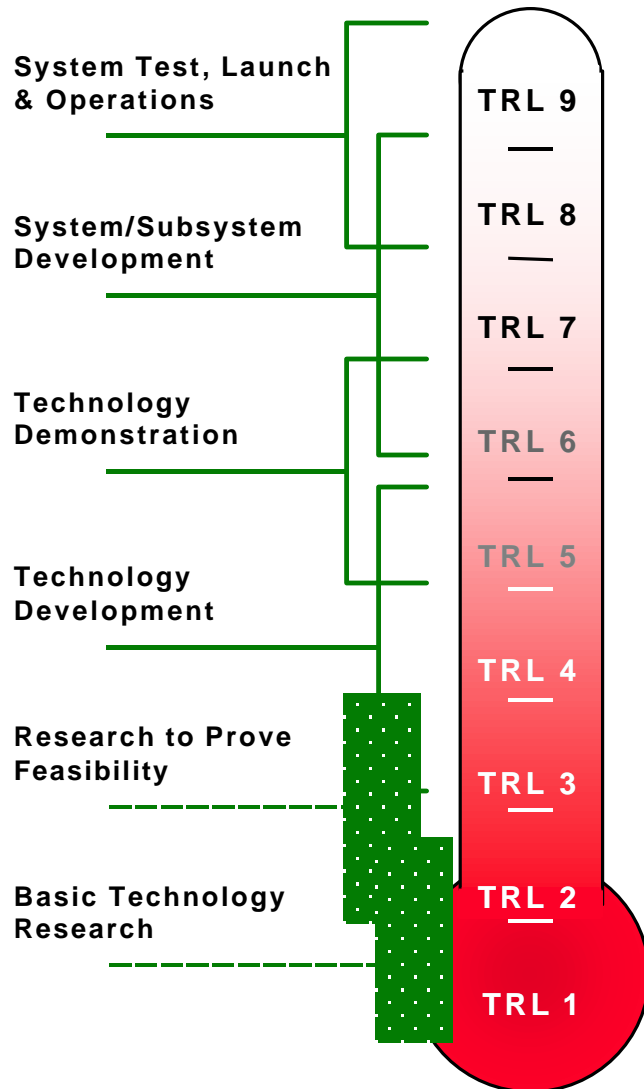 System Test, Launch
& Operations
System/Subsystem
Development
Technology
Demonstration
Technology
Development
Research to Prove
Feasibility
Basic Technology
Research
TRL 9
TRL 8
TRL 7
TRL 6
TRL 5
TRL 4
TRL 3
TRL 2
TRL 1